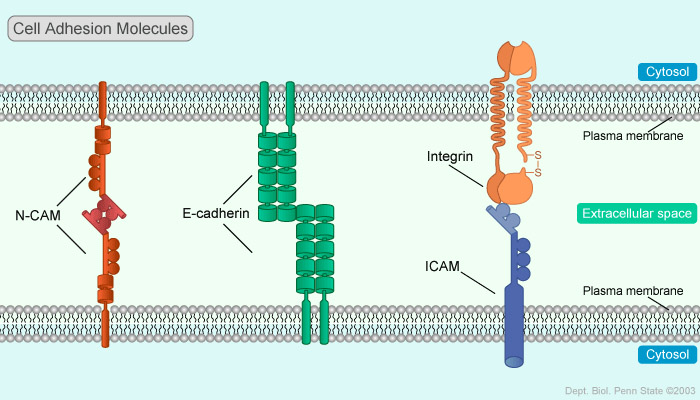 Cell Adhesion Molecules
Cytosol
Plasma membrane
Integrin
S
S
N-CAM
E-cadherin
Extracellular space
ICAM
Plasma membrane
Cytosol
Dept. Biol. Penn State ©2003